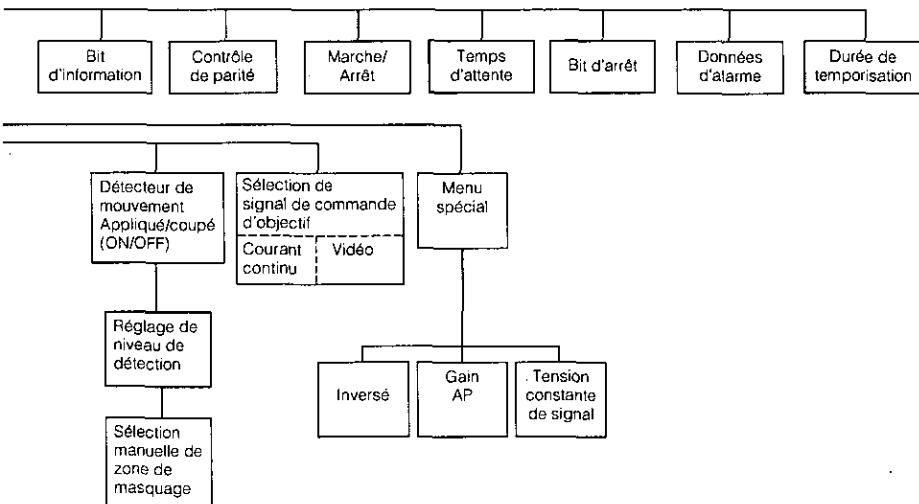 Bit
d'information
Contrôle
de parité
Marche/
Arrêt
Temps
d'attente
Bit d'arrêt
Données
d'alarme
Durée de
temporisation
Détecteur de
mouvement
Appliqué/coupé
(ON/OFF)
Sélection de
signal de commande
d'objectif
Courant
continu
Vidéo
Menu
spécial
Réglage de
niveau de
détection
Sélection
manuelle de
zone de
masquage
Inversé
Gain
AP
Tension
constante
de signal